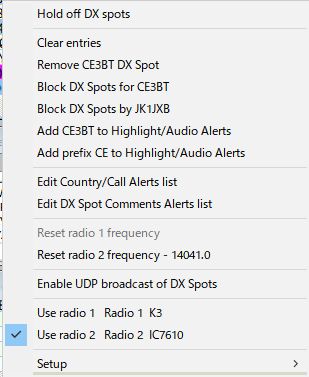 Hold off DX spots
Clear entries
Remove CE3BT DX Spot
Block DX Spots for CE3BT
Block DX Spots by JK1JXB
Add CE3BT to Highlight/Audio Alerts
Add prefix CE to Highlight/Audio Alerts
Edit Country/Call Alerts list
Edit DX Spot Comments Alerts list
Reset radio 1 frequency
Reset radio 2 frequency - 14041.0
Enable UDP broadcast of DX Spots
Use radio 1 Radio 1 K3
Use radio 2 Radio 2 IC7610
Setup